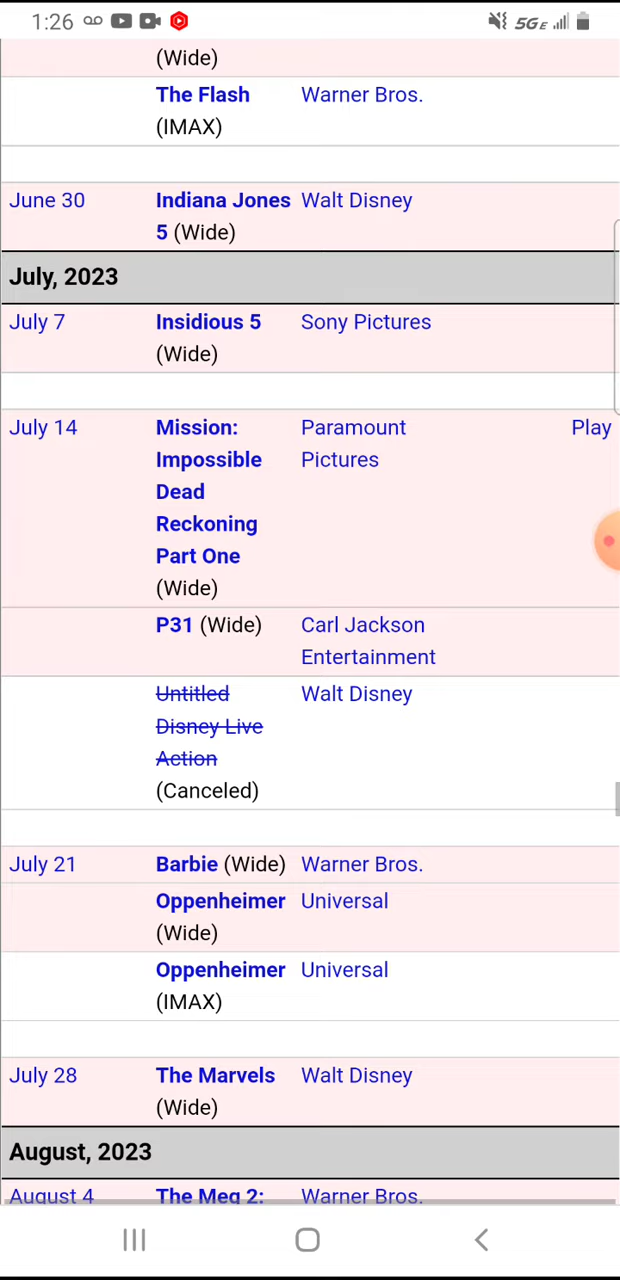 1:26 5GE
(Wide)
The Flash Warner Bros.
(IMAX)
June 30 Indiana Jones Walt Disney
5 (Wide)
July, 2023
July 7 Insidious 5 Sony Pictures
(Wide)
July 14 Mission: Paramount Play
Impossible Pictures
Dead
Reckoning
Part One
(Wide)
P31 (Wide) Carl Jackson
Entertainment
Untitled Walt Disney
Disney Live
Action
(Canceled)
July 21 Barbie (Wide) Warner Bros.
Oppenheimer Universal
(Wide)
Oppenheimer Universal
(IMAX)
July 28 The Marvels Walt Disney
(Wide)
August, 2023
August 4 The Meg 2: Warner Bros.